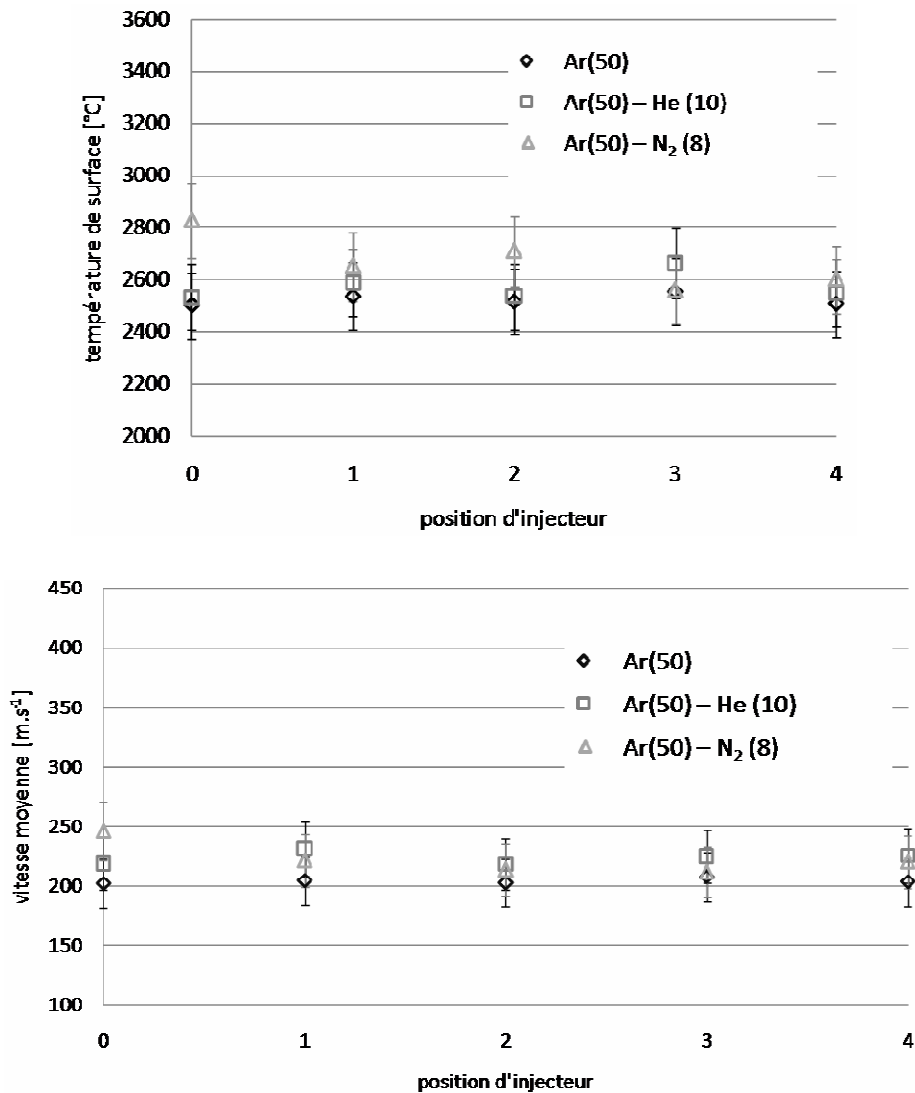 3600
3400
3200
3000
2800
2600
2400
2200
2000
température de surface [°C]
Ar(50)
Ar(50) – He (10)
Ar(50) – N₂ (8)
0 1 2 3 4
position d'injecteur
450
400
350
300
250
200
150
100
vitesse moyenne [m.s⁻¹]
Ar(50)
Ar(50) – He (10)
Ar(50) – N₂ (8)
0 1 2 3 4
position d'injecteur